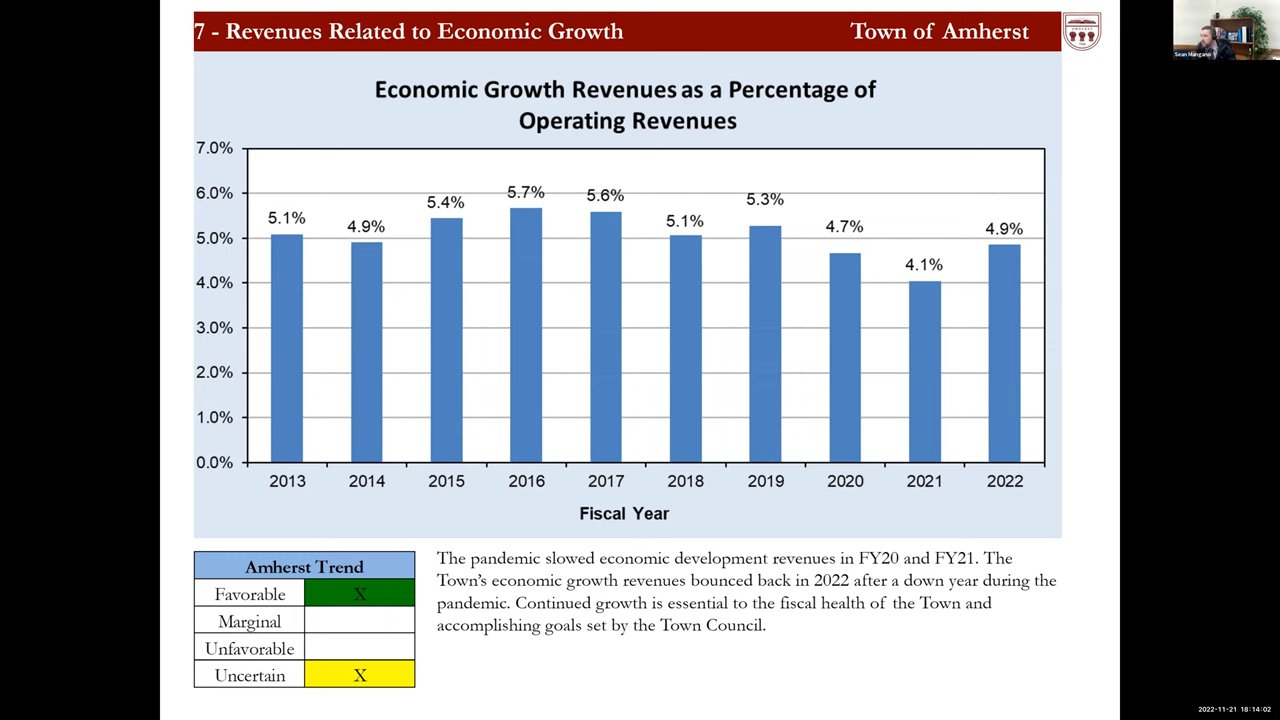 7 - Revenues Related to Economic Growth Town of Amherst
Sean Mangano
Economic Growth Revenues as a Percentage of
Operating Revenues
7.0%
6.0%
5.0%
4.0%
3.0%
2.0%
1.0%
0.0%
5.1%
4.9%
5.4%
5.7%
5.6%
5.1%
5.3%
4.7%
4.1%
4.9%
2013 2014 2015 2016 2017 2018 2019 2020 2021 2022
Fiscal Year
Amherst Trend
Favorable X
Marginal
Unfavorable
Uncertain X
The pandemic slowed economic development revenues in FY20 and FY21. The
Town's economic growth revenues bounced back in 2022 after a down year during the
pandemic. Continued growth is essential to the fiscal health of the Town and
accomplishing goals set by the Town Council.
2022-11-21 18:14:02